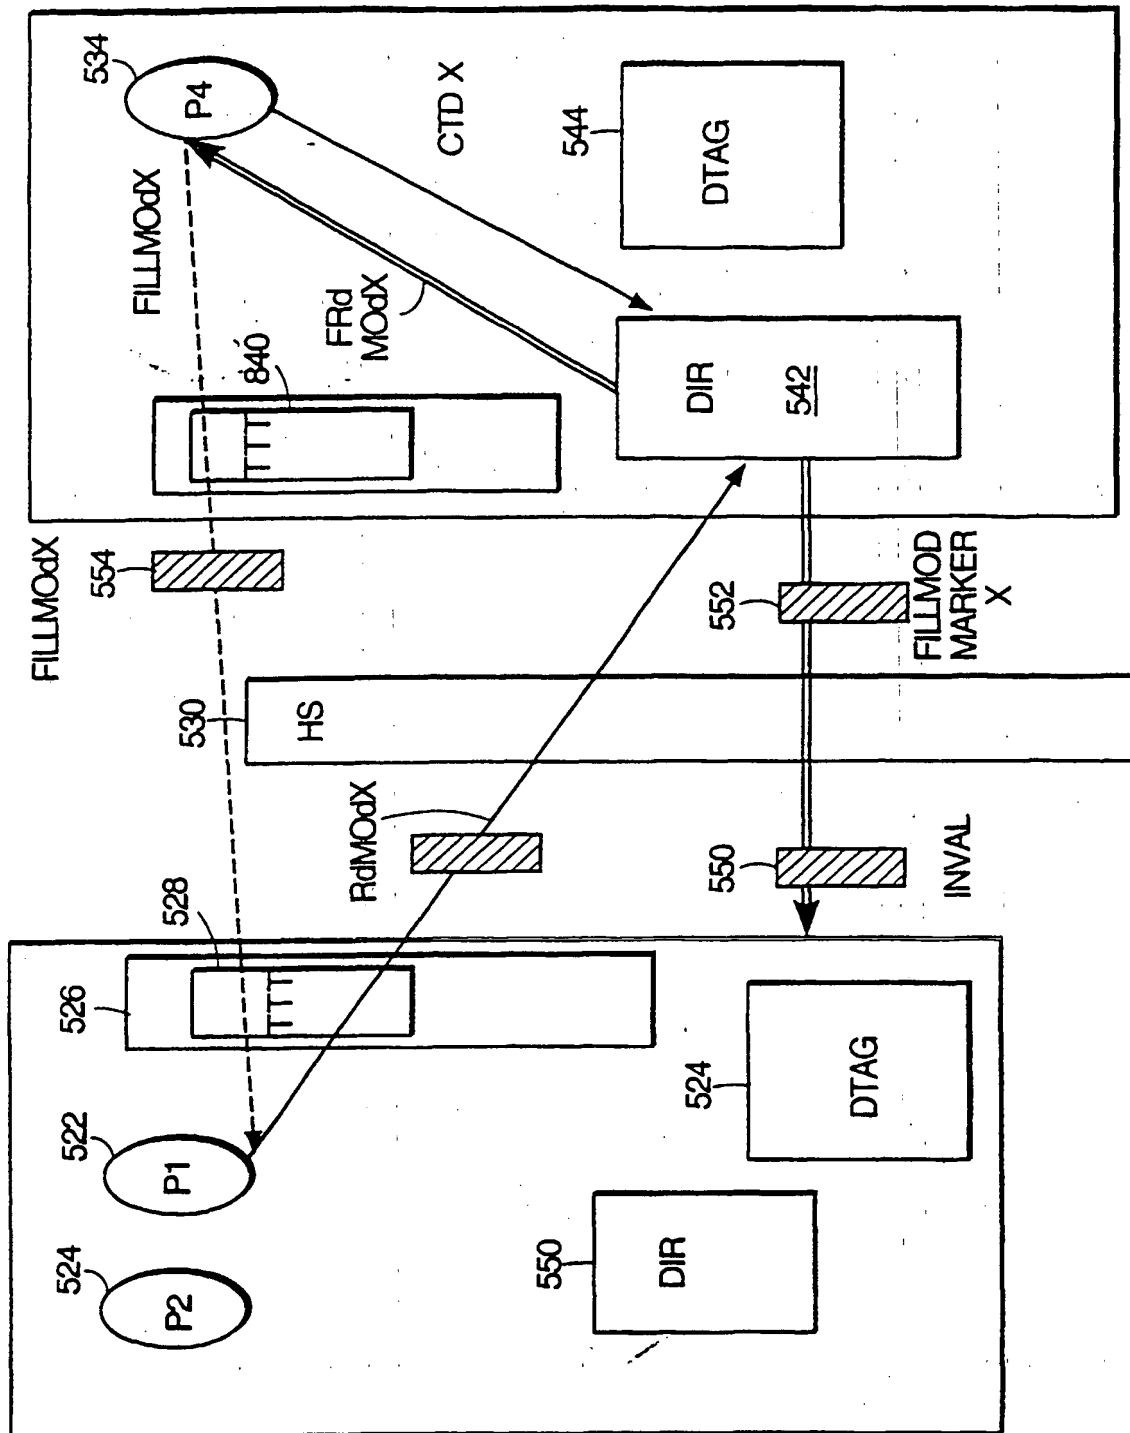 524
P2
522
P1
526
528
530
HS
FILLMOdX
554
FILLMOdX
534
P4
840
FRd
MOdX
CTD X
RdMOdX
550
DIR
524
DTAG
550
INVAL
552
FILLMOD
MARKER
X
DIR
542
544
DTAG